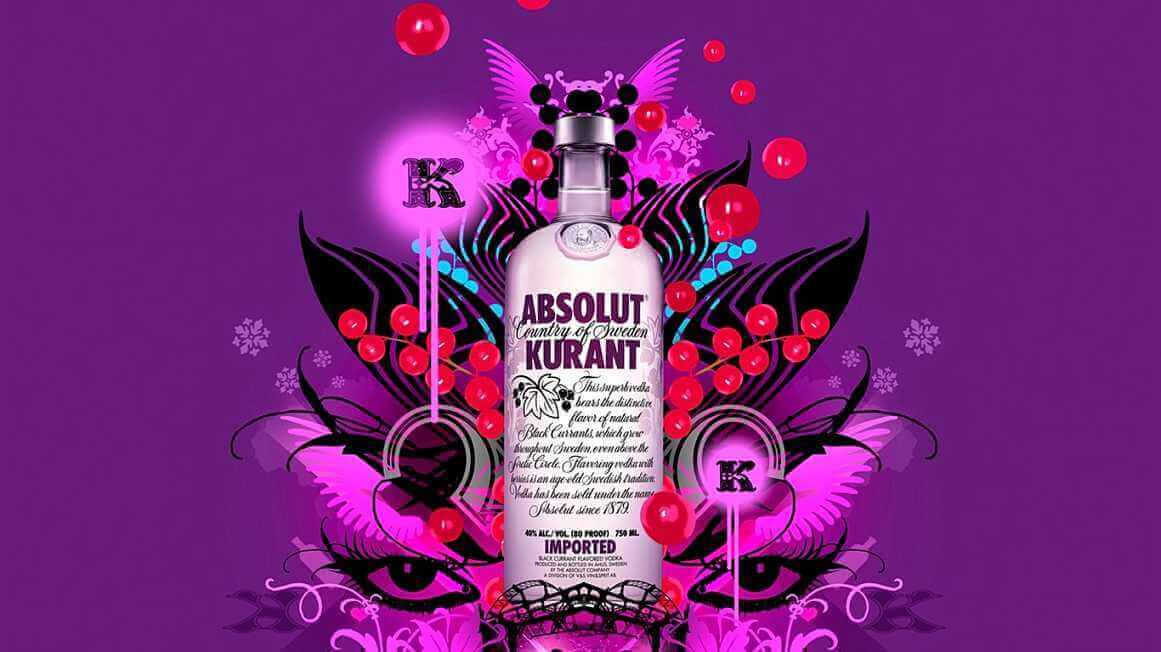 K
ABSOLUT
Country of Sweden
KURANT
This superb vodka
bears the distinctive
flavor of natural
Black Currants, which grow
throughout Sweden, even above the
Arctic Circle. Flavoring vodka with
berries is an age-old Swedish tradition.
Vodka has been sold under the name
Absolut since 1879.
K
40% ALC./VOL. (80 PROOF) 750 ML.
IMPORTED
BLACK CURRANT FLAVORED VODKA
PRODUCED AND BOTTLED IN AHUS, SWEDEN
BY THE ABSOLUT COMPANY
A DIVISION OF V&S VIN&SPRIT AB.